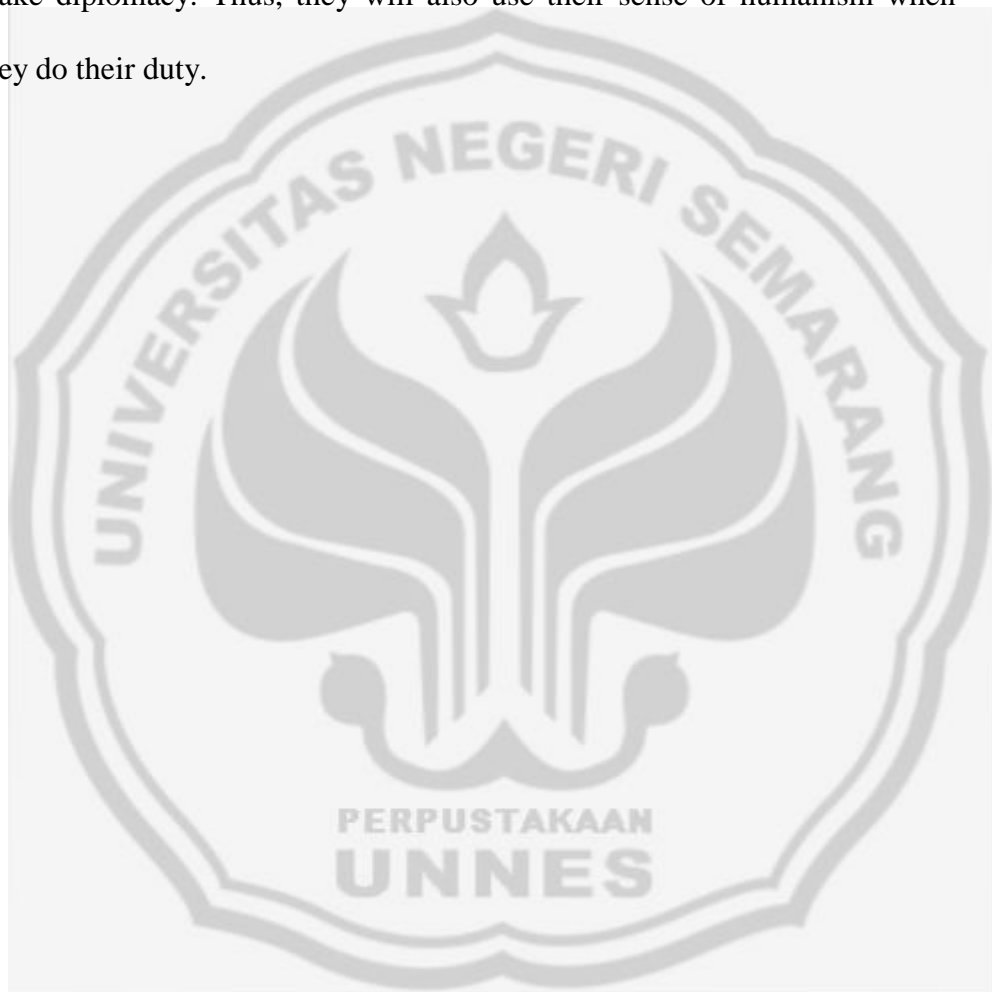 ake diplomacy. Thus, they will also use their sense of humanism when
ey do their duty.
UNIVERSITAS NEGERI SEMARANG
PERPUSTAKAAN
UNNES